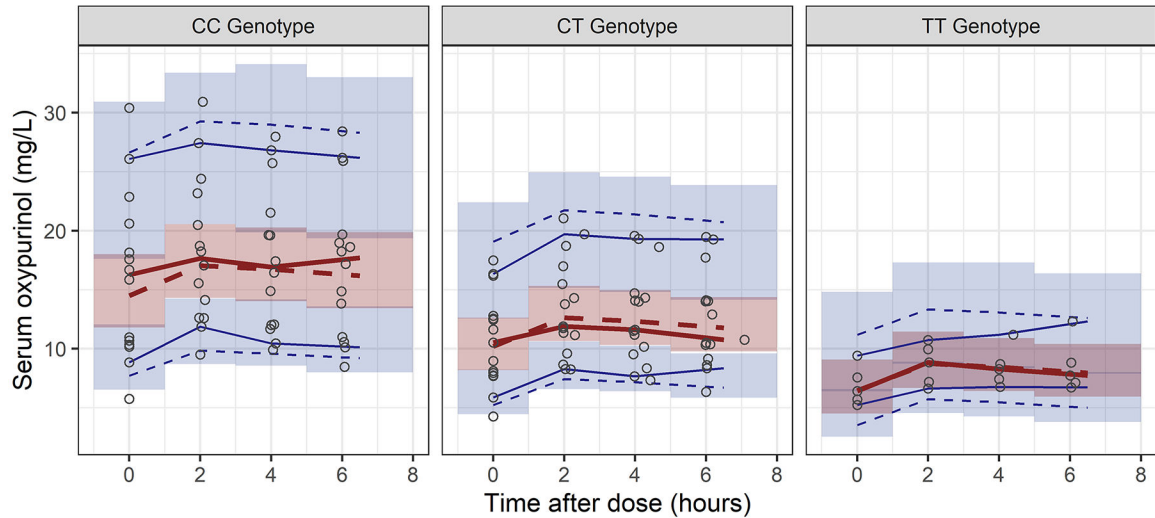 CC Genotype CT Genotype TT Genotype
30
20
10
Serum oxypurinol (mg/L)
0 2 4 6 8 0 2 4 6 8 0 2 4 6 8
Time after dose (hours)